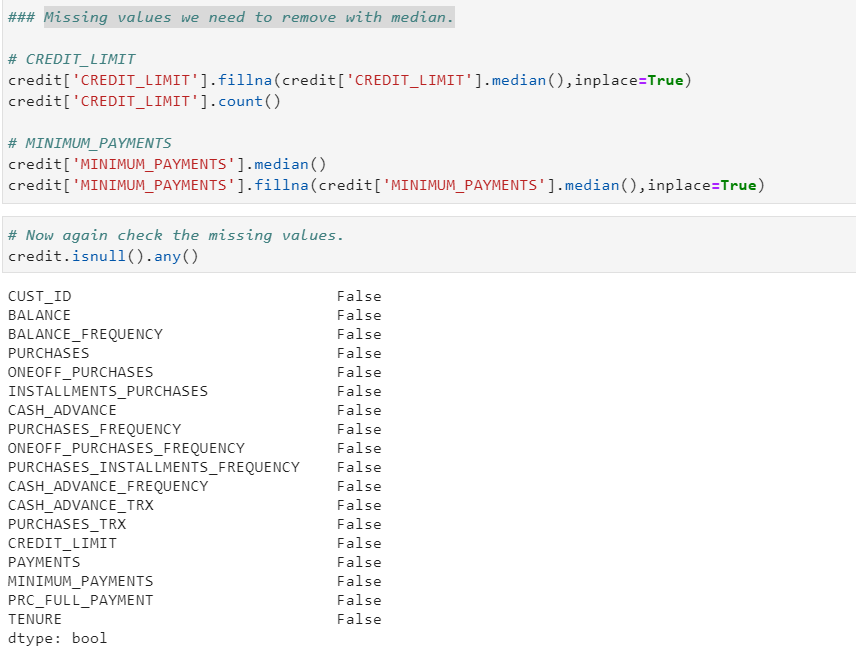 ### Missing values we need to remove with median.
# CREDIT_LIMIT
credit['CREDIT_LIMIT'].fillna(credit['CREDIT_LIMIT'].median(),inplace=True)
credit['CREDIT_LIMIT'].count()
# MINIMUM_PAYMENTS
credit['MINIMUM_PAYMENTS'].median()
credit['MINIMUM_PAYMENTS'].fillna(credit['MINIMUM_PAYMENTS'].median(),inplace=True)
# Now again check the missing values.
credit.isnull().any()
CUST_ID False
BALANCE False
BALANCE_FREQUENCY False
PURCHASES False
ONEOFF_PURCHASES False
INSTALLMENTS_PURCHASES False
CASH_ADVANCE False
PURCHASES_FREQUENCY False
ONEOFF_PURCHASES_FREQUENCY False
PURCHASES_INSTALLMENTS_FREQUENCY False
CASH_ADVANCE_FREQUENCY False
CASH_ADVANCE_TRX False
PURCHASES_TRX False
CREDIT_LIMIT False
PAYMENTS False
MINIMUM_PAYMENTS False
PRC_FULL_PAYMENT False
TENURE False
dtype: bool